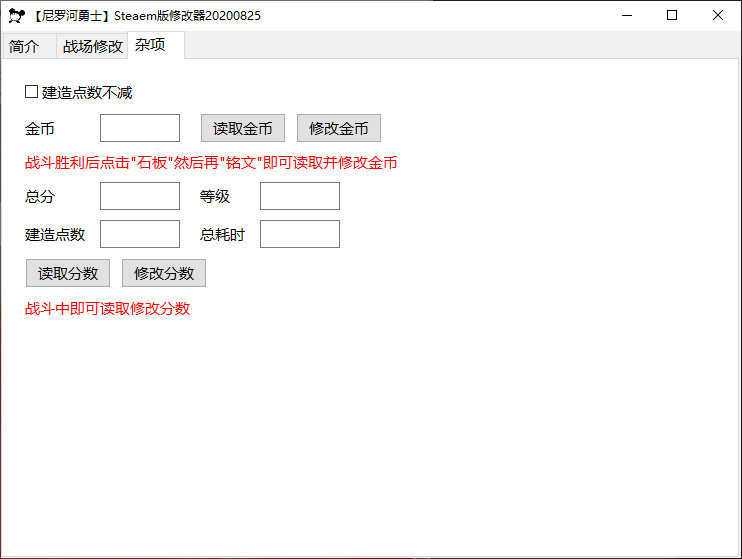 【尼罗河勇士】Steaem版修改器20200825
简介 战场修改 杂项
建造点数不减
金币 读取金币 修改金币
战斗胜利后点击"石板"然后再"铭文"即可读取并修改金币
总分 等级
建造点数 总耗时
读取分数 修改分数
战斗中即可读取修改分数